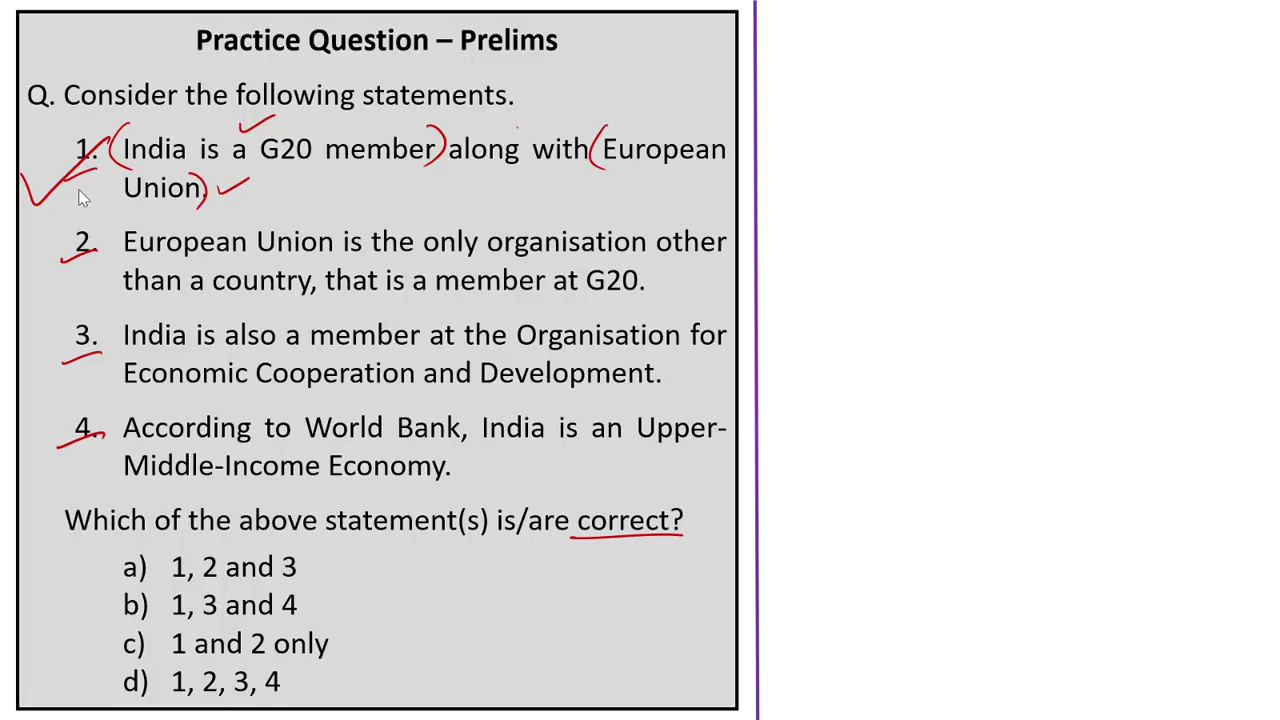 Practice Question – Prelims
Q. Consider the following statements.
1. India is a G20 member along with European
Union.
2. European Union is the only organisation other
than a country, that is a member at G20.
3. India is also a member at the Organisation for
Economic Cooperation and Development.
4. According to World Bank, India is an Upper-
Middle-Income Economy.
Which of the above statement(s) is/are correct?
a) 1, 2 and 3
b) 1, 3 and 4
c) 1 and 2 only
d) 1, 2, 3, 4